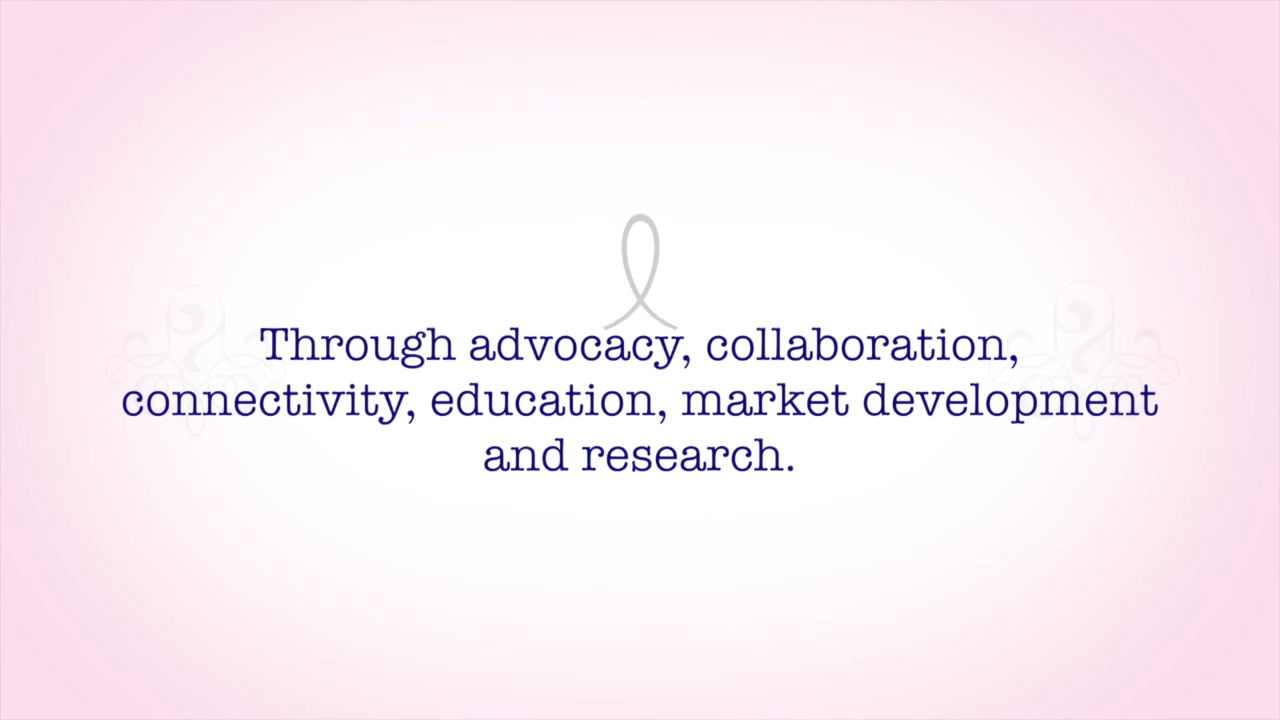 Through advocacy, collaboration,
connectivity, education, market development
and research.